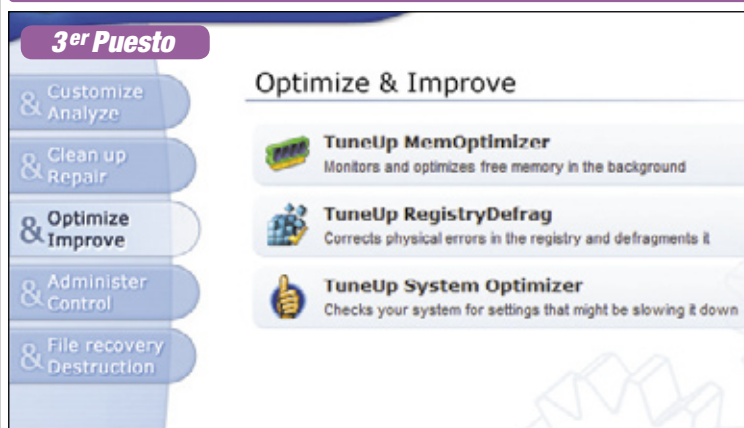 3er Puesto
Optimize & Improve
& Customize
Analyze
& Clean up
Repair
& Optimize
Improve
& Administer
Control
& File recovery
Destruction
TuneUp MemOptimizer
Monitors and optimizes free memory in the background
TuneUp RegistryDefrag
Corrects physical errors in the registry and defragments it
TuneUp System Optimizer
Checks your system for settings that might be slowing it down